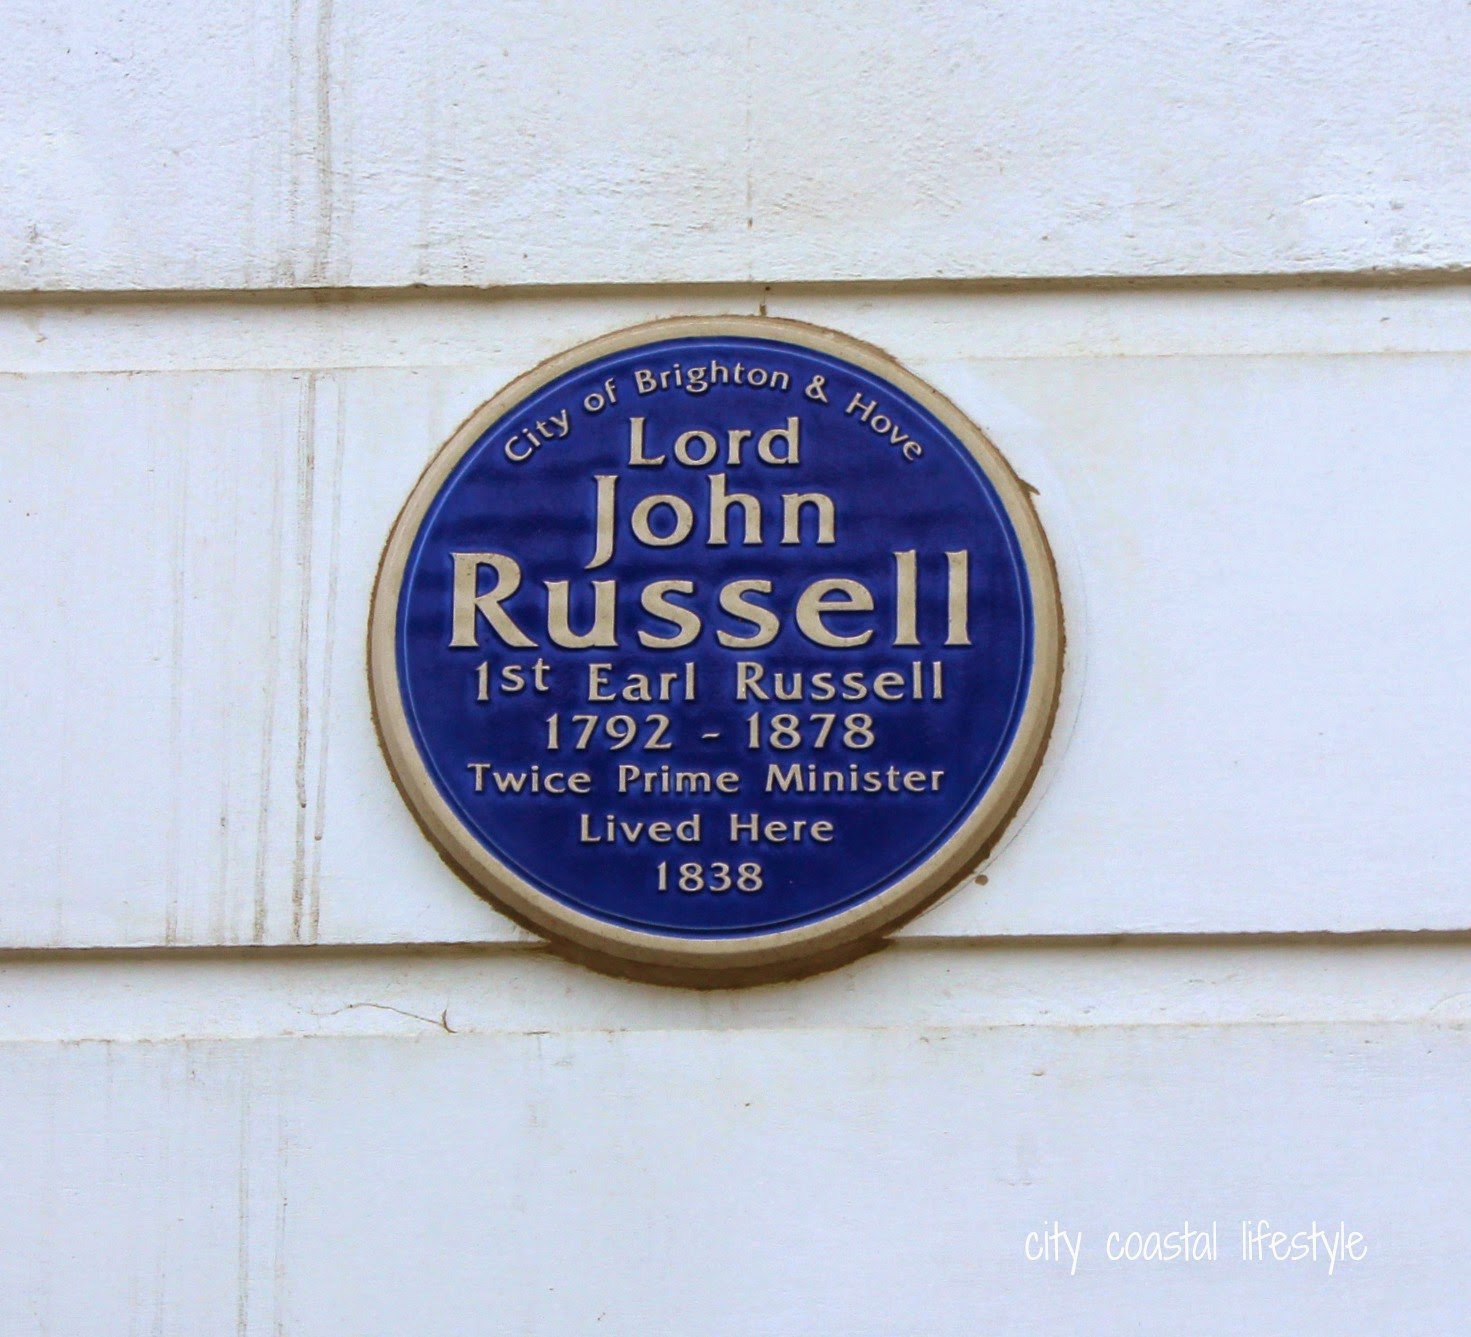 City of Brighton & Hove
Lord
John
Russell
1st Earl Russell
1792 - 1878
Twice Prime Minister
Lived Here
1838
city coastal lifestyle